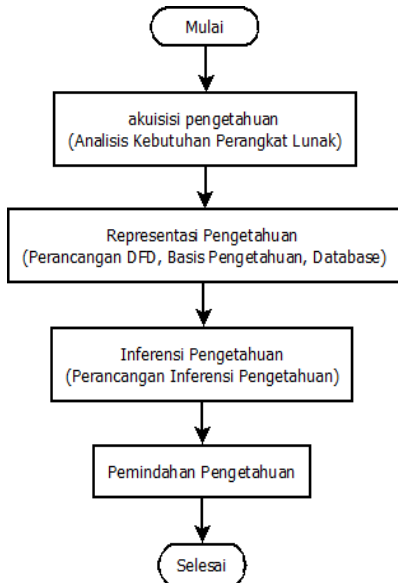 Mulai
akuisisi pengetahuan
(Analisis Kebutuhan Perangkat Lunak)
Representasi Pengetahuan
(Perancangan DFD, Basis Pengetahuan, Database)
Inferensi Pengetahuan
(Perancangan Inferensi Pengetahuan)
Pemindahan Pengetahuan
Selesai